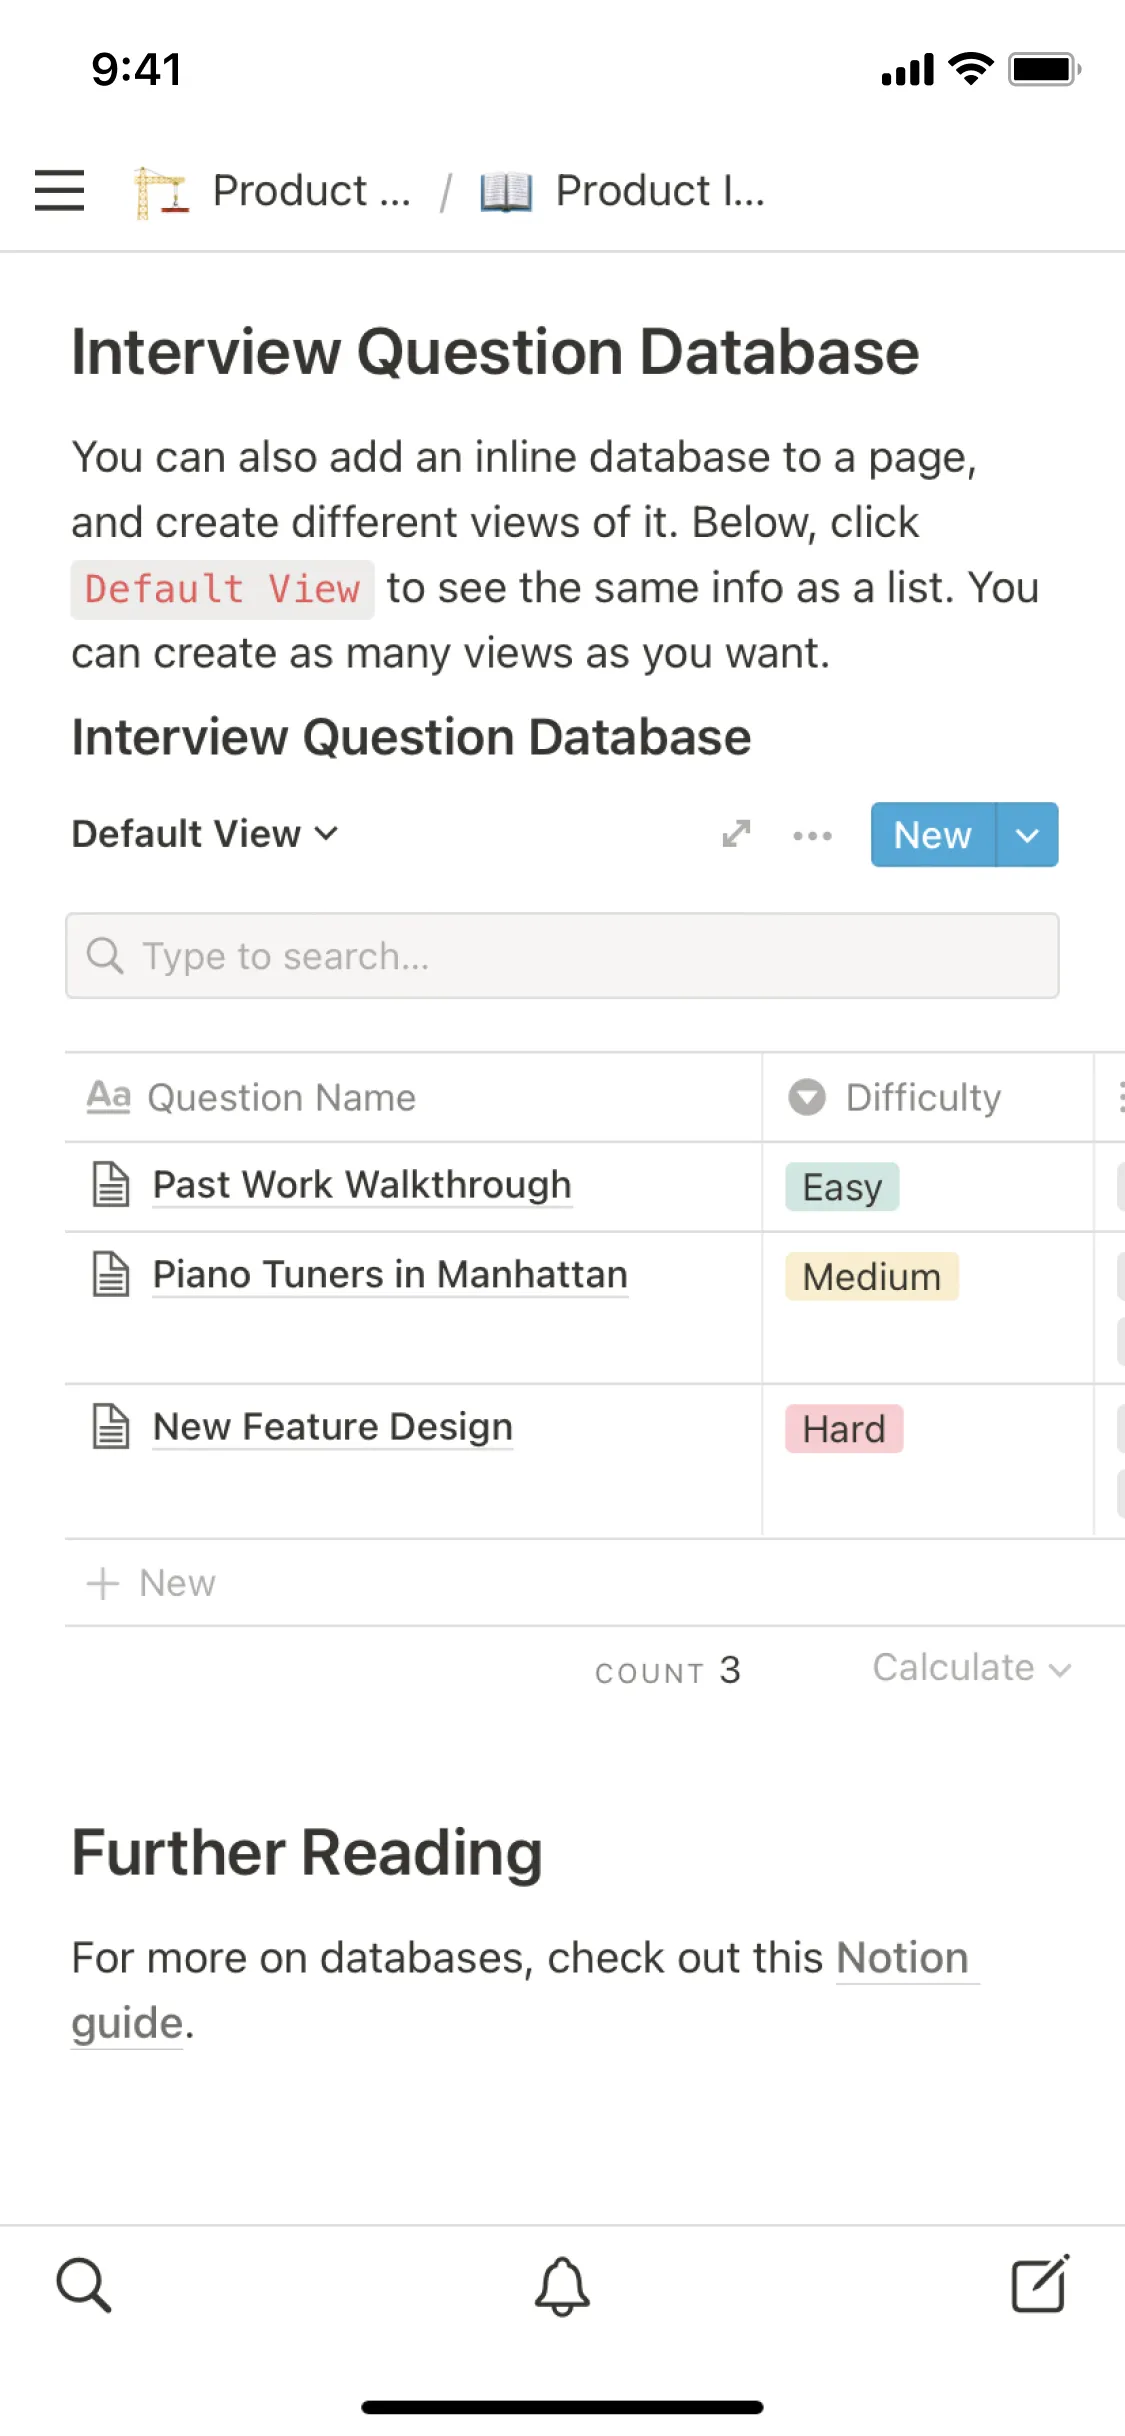 9:41
Product ... / Product I...
Interview Question Database
You can also add an inline database to a page,
and create different views of it. Below, click
Default View to see the same info as a list. You
can create as many views as you want.
Interview Question Database
Default View New
Type to search...
Aa Question Name Difficulty
Past Work Walkthrough Easy
Piano Tuners in Manhattan Medium
New Feature Design Hard
+ New
COUNT 3 Calculate
Further Reading
For more on databases, check out this Notion
guide.